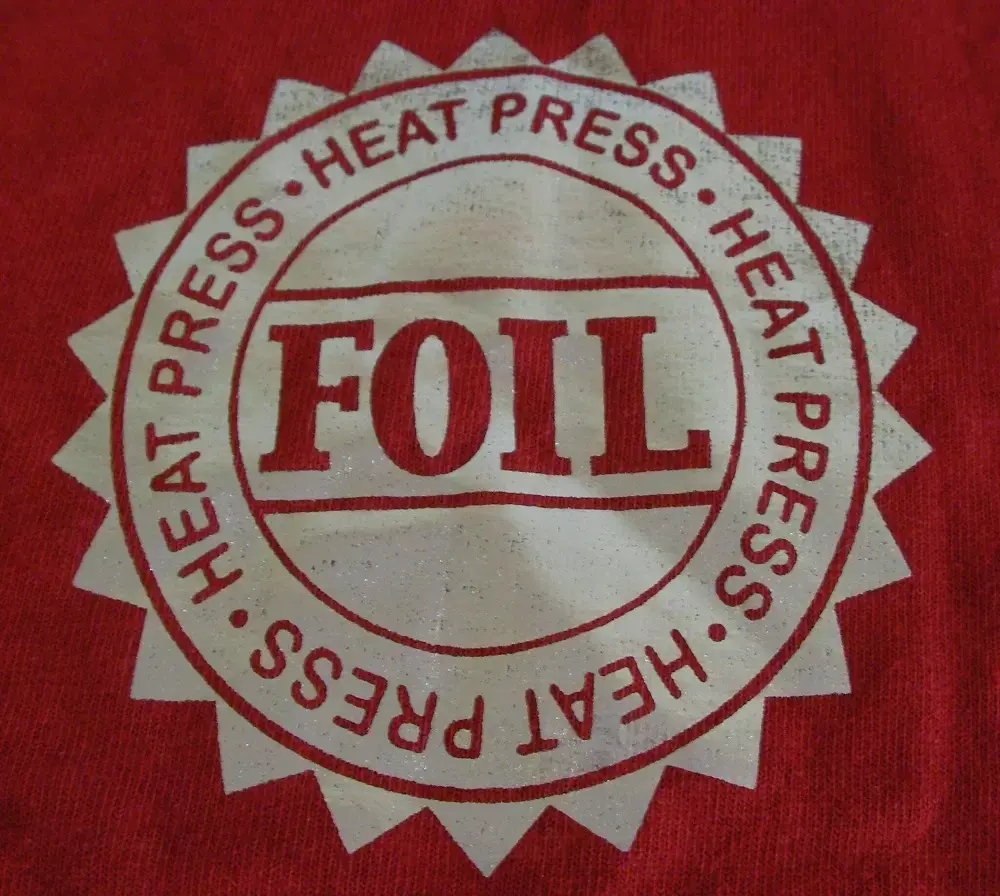 · HEAT PRESS · HEAT PRESS · HEAT PRESS · HEAT PRESS
FOIL